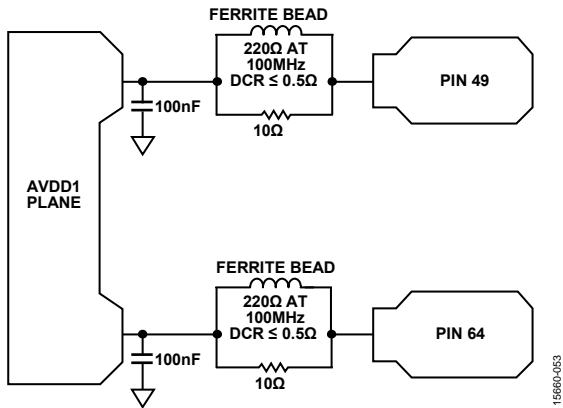 FERRITE BEAD
220Ω AT
100MHz
DCR ≤ 0.5Ω
10Ω
100nF
PIN 49
AVDD1
PLANE
FERRITE BEAD
220Ω AT
100MHz
DCR ≤ 0.5Ω
10Ω
100nF
PIN 64
15660-053